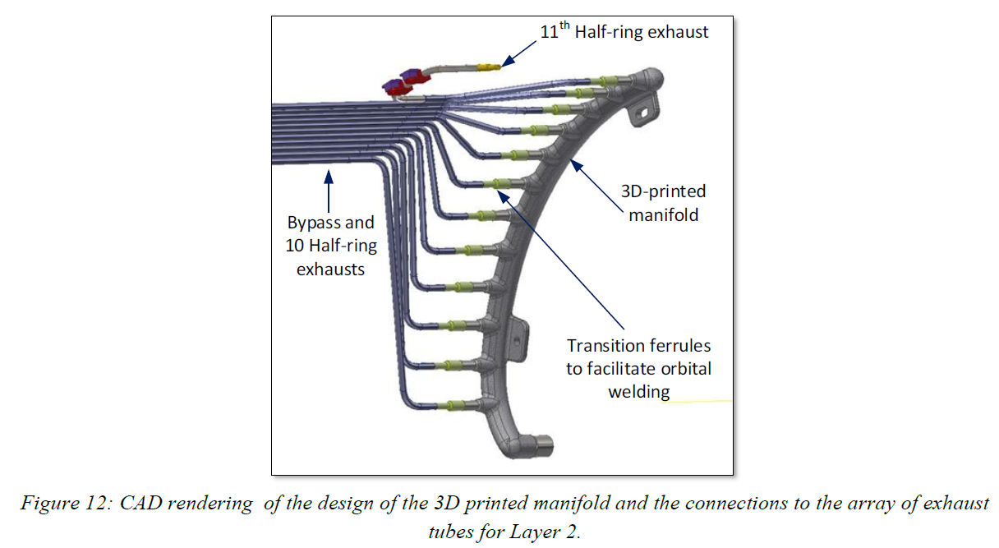 11th Half-ring exhaust
3D-printed
manifold
Bypass and
10 Half-ring
exhausts
Transition ferrules
to facilitate orbital
welding
Figure 12: CAD rendering of the design of the 3D printed manifold and the connections to the array of exhaust
tubes for Layer 2.